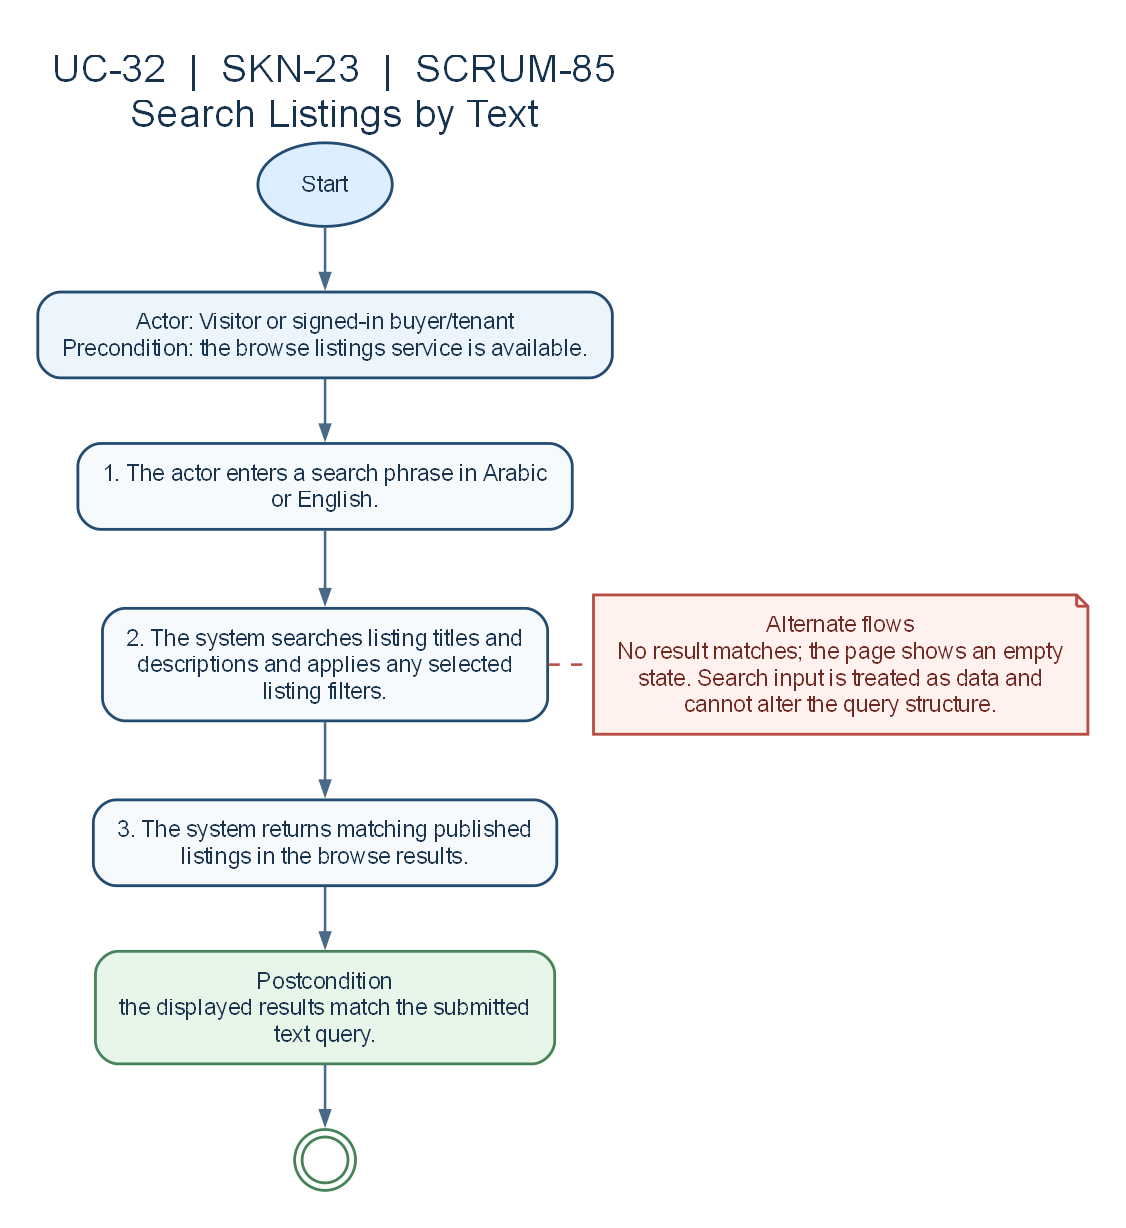 UC-32 | SKN-23 | SCRUM-85
Search Listings by Text
Start
Actor: Visitor or signed-in buyer/tenant
Precondition: the browse listings service is available.
1. The actor enters a search phrase in Arabic
or English.
2. The system searches listing titles and
descriptions and applies any selected
listing filters.
Alternate flows
No result matches; the page shows an empty
state. Search input is treated as data and
cannot alter the query structure.
3. The system returns matching published
listings in the browse results.
Postcondition
the displayed results match the submitted
text query.